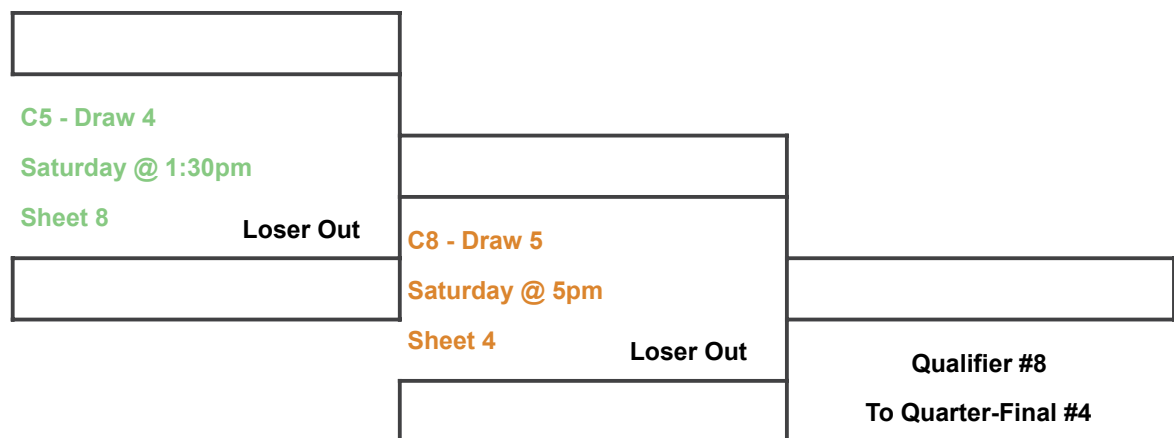 C5 - Draw 4
Saturday @ 1:30pm
Sheet 8
Loser Out
C8 - Draw 5
Saturday @ 5pm
Sheet 4
Loser Out
Qualifier #8
To Quarter-Final #4